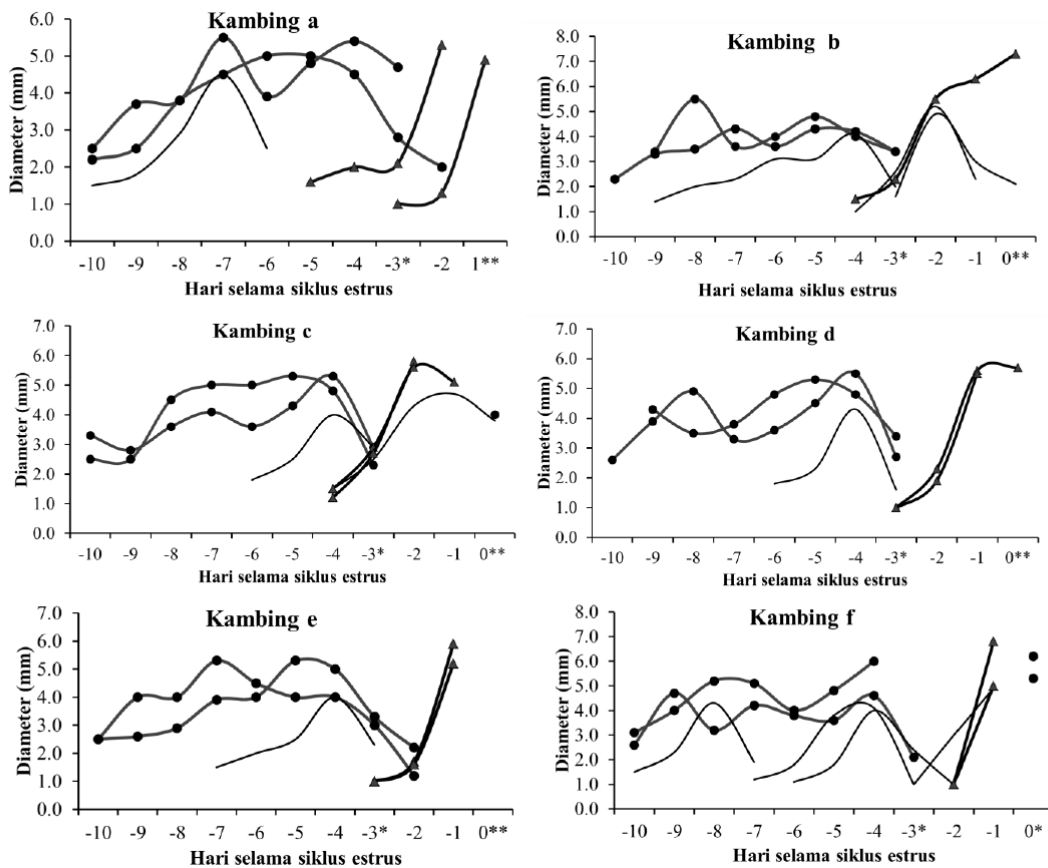 Kambing a
Diameter (mm)
6.0
5.0
4.0
3.0
2.0
1.0
0.0
-10 -9 -8 -7 -6 -5 -4 -3* -2 1**
Hari selama siklus estrus
Kambing b
Diameter (mm)
8.0
7.0
6.0
5.0
4.0
3.0
2.0
1.0
0.0
-10 -9 -8 -7 -6 -5 -4 -3* -2 -1 0**
Hari selama siklus estrus
Kambing c
Diameter (mm)
7.0
6.0
5.0
4.0
3.0
2.0
1.0
0.0
-10 -9 -8 -7 -6 -5 -4 -3* -2 -1 0**
Hari selama siklus estrus
Kambing d
Diameter (mm)
7.0
6.0
5.0
4.0
3.0
2.0
1.0
0.0
-10 -9 -8 -7 -6 -5 -4 -3* -2 -1 0**
Hari selama siklus estrus
Kambing e
Diameter (mm)
7.0
6.0
5.0
4.0
3.0
2.0
1.0
0.0
-10 -9 -8 -7 -6 -5 -4 -3* -2 -1 0**
Hari selama siklus estrus
Kambing f
Diameter (mm)
8.0
7.0
6.0
5.0
4.0
3.0
2.0
1.0
0.0
-10 -9 -8 -7 -6 -5 -4 -3* -2 -1 0*
Hari selama siklus estrus